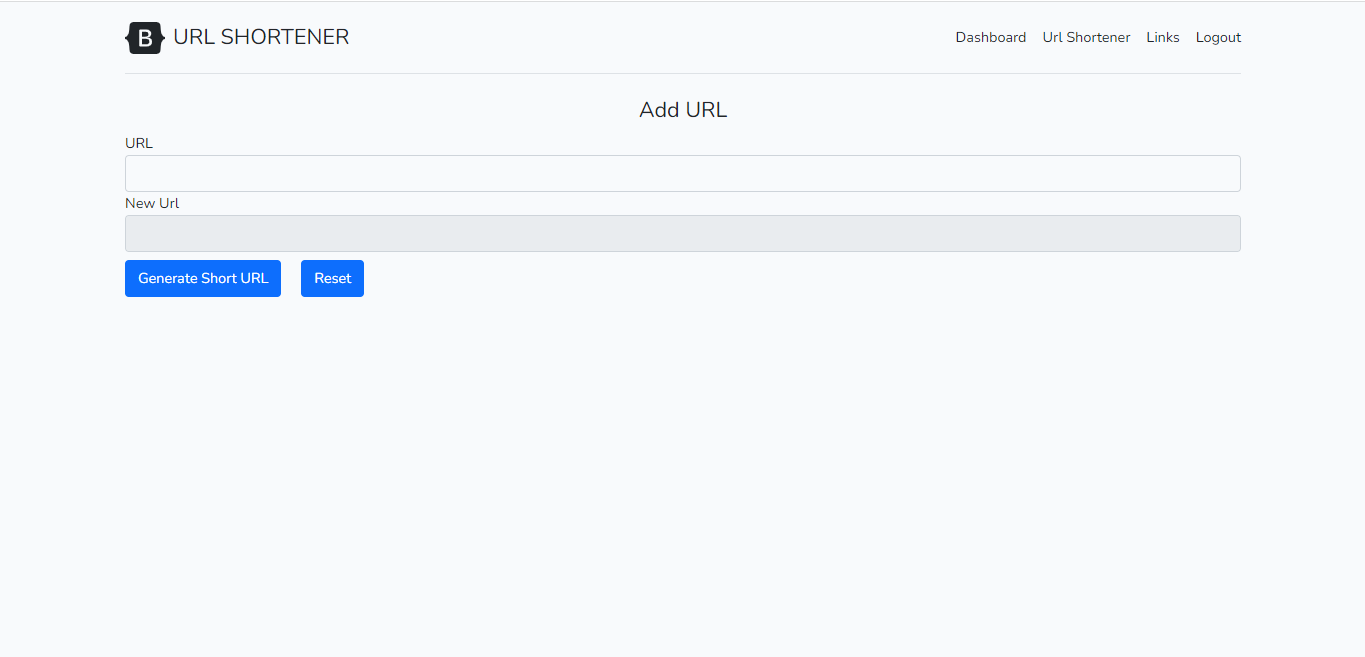 B URL SHORTENER
Dashboard Url Shortener Links Logout
Add URL
URL
New Url
Generate Short URL Reset